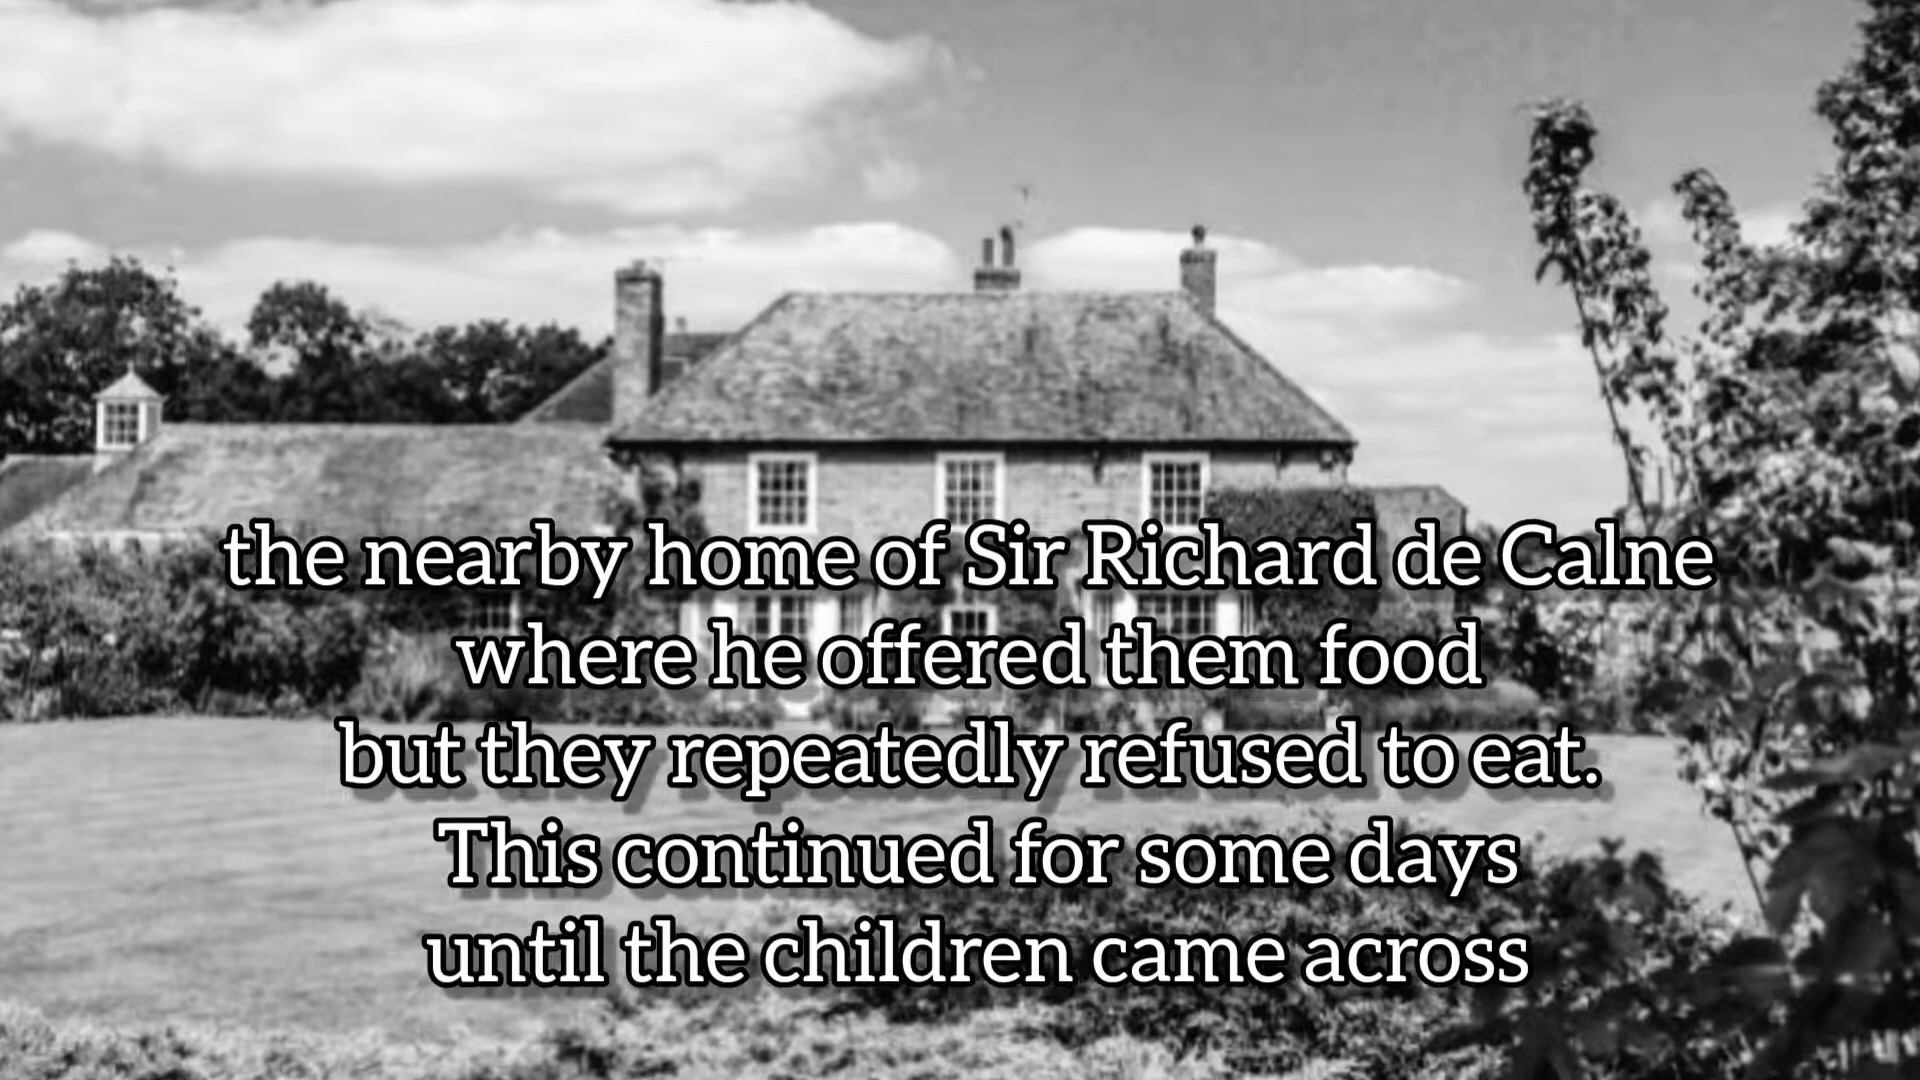 the nearby home of Sir Richard de Calne
where he offered them food
but they repeatedly refused to eat.
This continued for some days
until the children came across